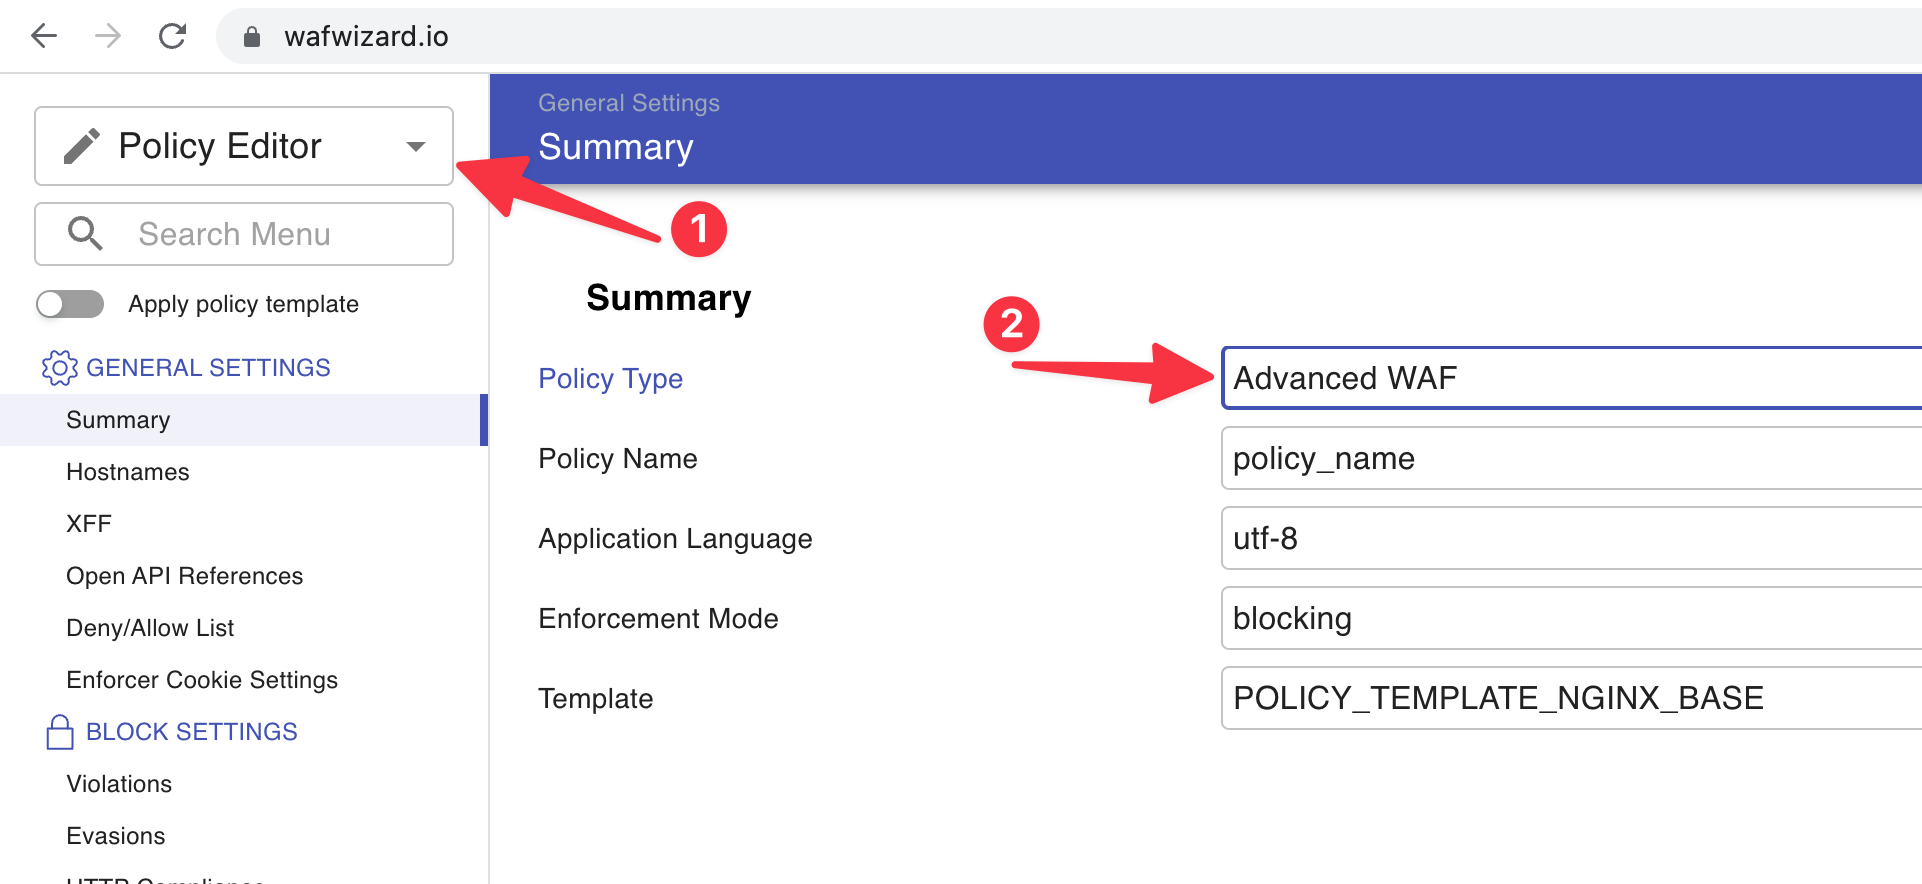 wafwizard.io
Policy Editor
Search Menu
Apply policy template
GENERAL SETTINGS
Summary
Hostnames
XFF
Open API References
Deny/Allow List
Enforcer Cookie Settings
BLOCK SETTINGS
Violations
Evasions
HTTP Compliance
General Settings
Summary
1
Summary
2
Policy Type
Advanced WAF
Policy Name
policy_name
Application Language
utf-8
Enforcement Mode
blocking
Template
POLICY_TEMPLATE_NGINX_BASE